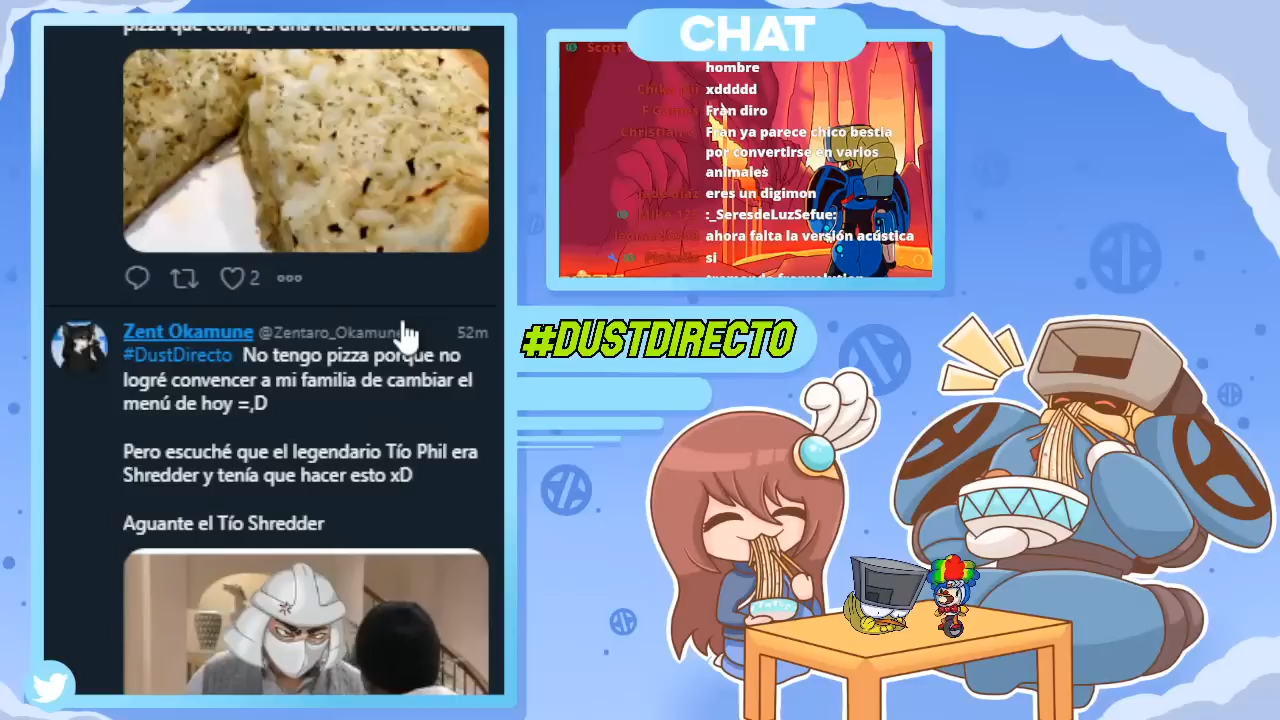 pizza que comí, es una rellena con cebolla
2
Zent Okamune @Zentaro_Okamune 52m
#DustDirecto No tengo pizza porque no
logré convencer a mi familia de cambiar el
menú de hoy =,D
Pero escuché que el legendario Tío Phil era
Shredder y tenía que hacer esto xD
Aguante el Tío Shredder
CHAT
Scott
hombre
xddddd
Fran diro
Fran ya parece chico bestia
por convertirse en varios
animales
eres un digimon
:_SeresdeLuzSefue:
ahora falta la versión acústica
si
#DUSTDIRECTO